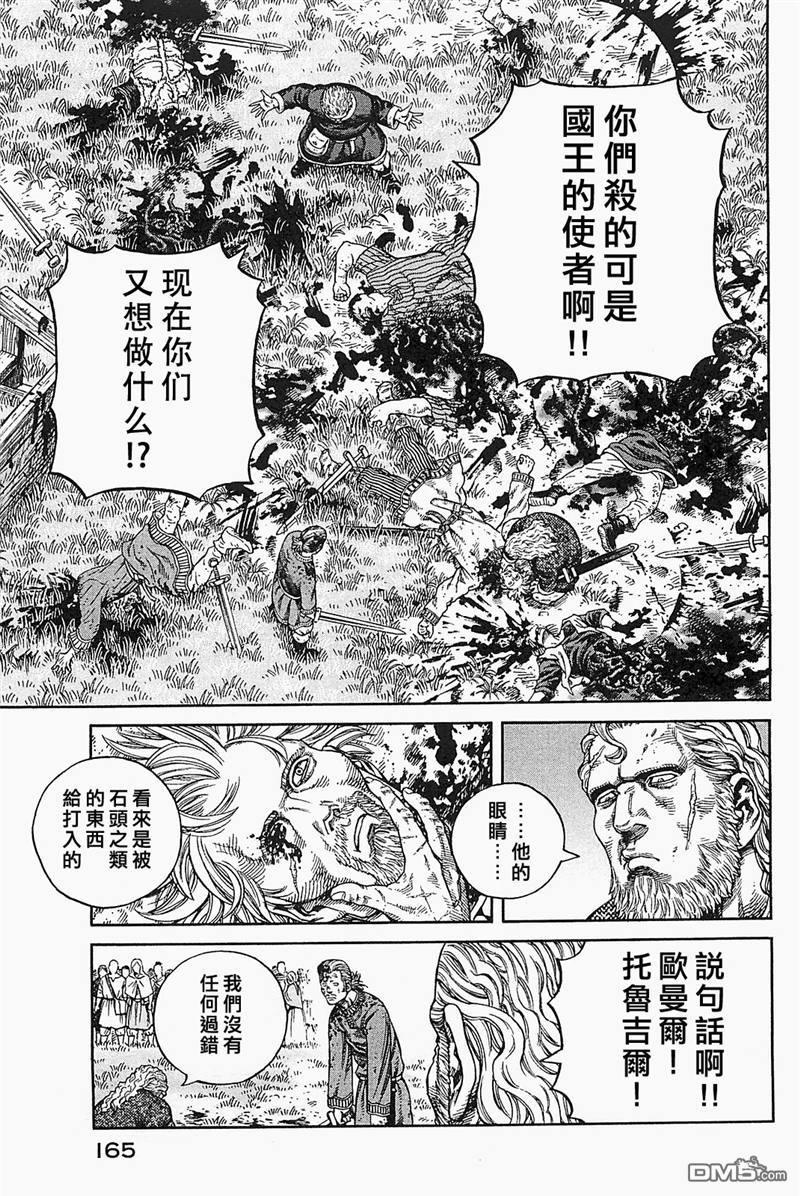 你們殺的可是
國王的使者啊!!
现在你们
又想做什么!?
……他的
眼睛……
看來是被
石頭之類
的東西
給打入的
説句話啊!!
歐曼爾！
托魯吉爾！
我們沒有
任何過錯
165
DM5.com